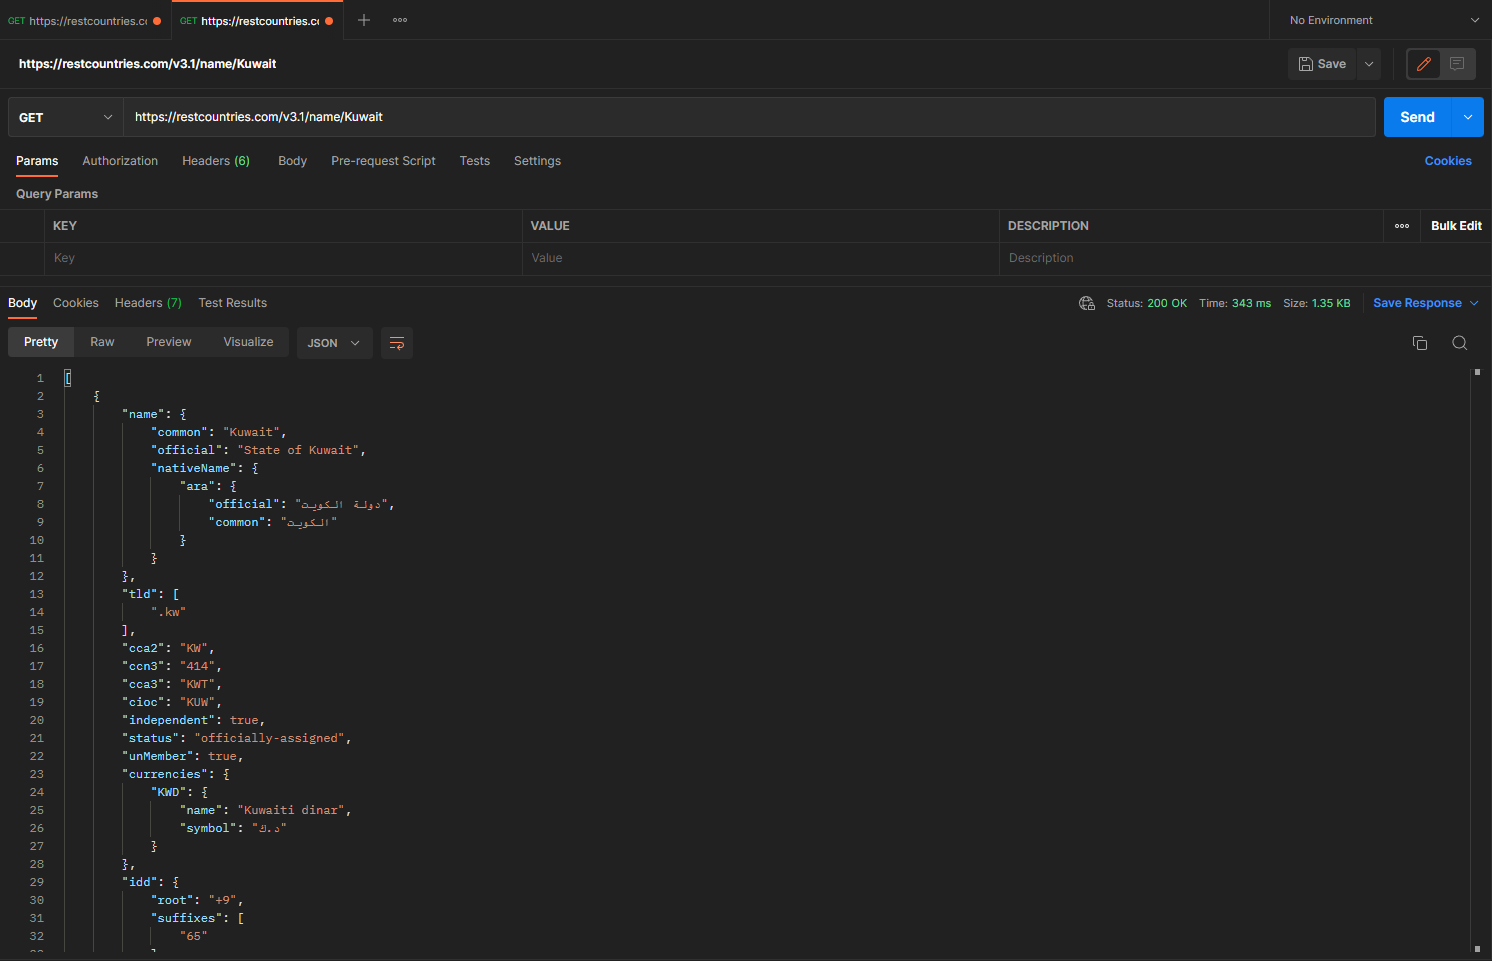 GET https://restcountries.cc
GET https://restcountries.cc
No Environment
https://restcountries.com/v3.1/name/Kuwait
Save
GET https://restcountries.com/v3.1/name/Kuwait Send
Params Authorization Headers (6) Body Pre-request Script Tests Settings Cookies
Query Params
KEY VALUE DESCRIPTION Bulk Edit
Key Value Description
Body Cookies Headers (7) Test Results Status: 200 OK Time: 343 ms Size: 1.35 KB Save Response
Pretty Raw Preview Visualize JSON
1 [
2 {
3 "name": {
4 "common": "Kuwait",
5 "official": "State of Kuwait",
6 "nativeName": {
7 "ara": {
8 "official": "دولة الكويت",
9 "common": "الكويت"
10 }
11 }
12 },
13 "tld": [
14 ".kw"
15 ],
16 "cca2": "KW",
17 "ccn3": "414",
18 "cca3": "KWT",
19 "cioc": "KUW",
20 "independent": true,
21 "status": "officially-assigned",
22 "unMember": true,
23 "currencies": {
24 "KWD": {
25 "name": "Kuwaiti dinar",
26 "symbol": "د.ك"
27 }
28 },
29 "idd": {
30 "root": "+9",
31 "suffixes": [
32 "65"